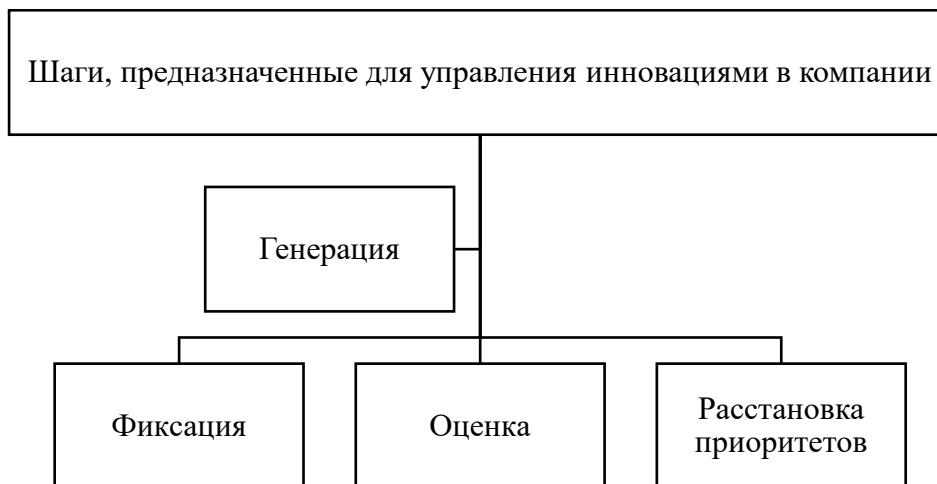 Шаги, предназначенные для управления инновациями в компании
Генерация
Фиксация
Оценка
Расстановка
приоритетов